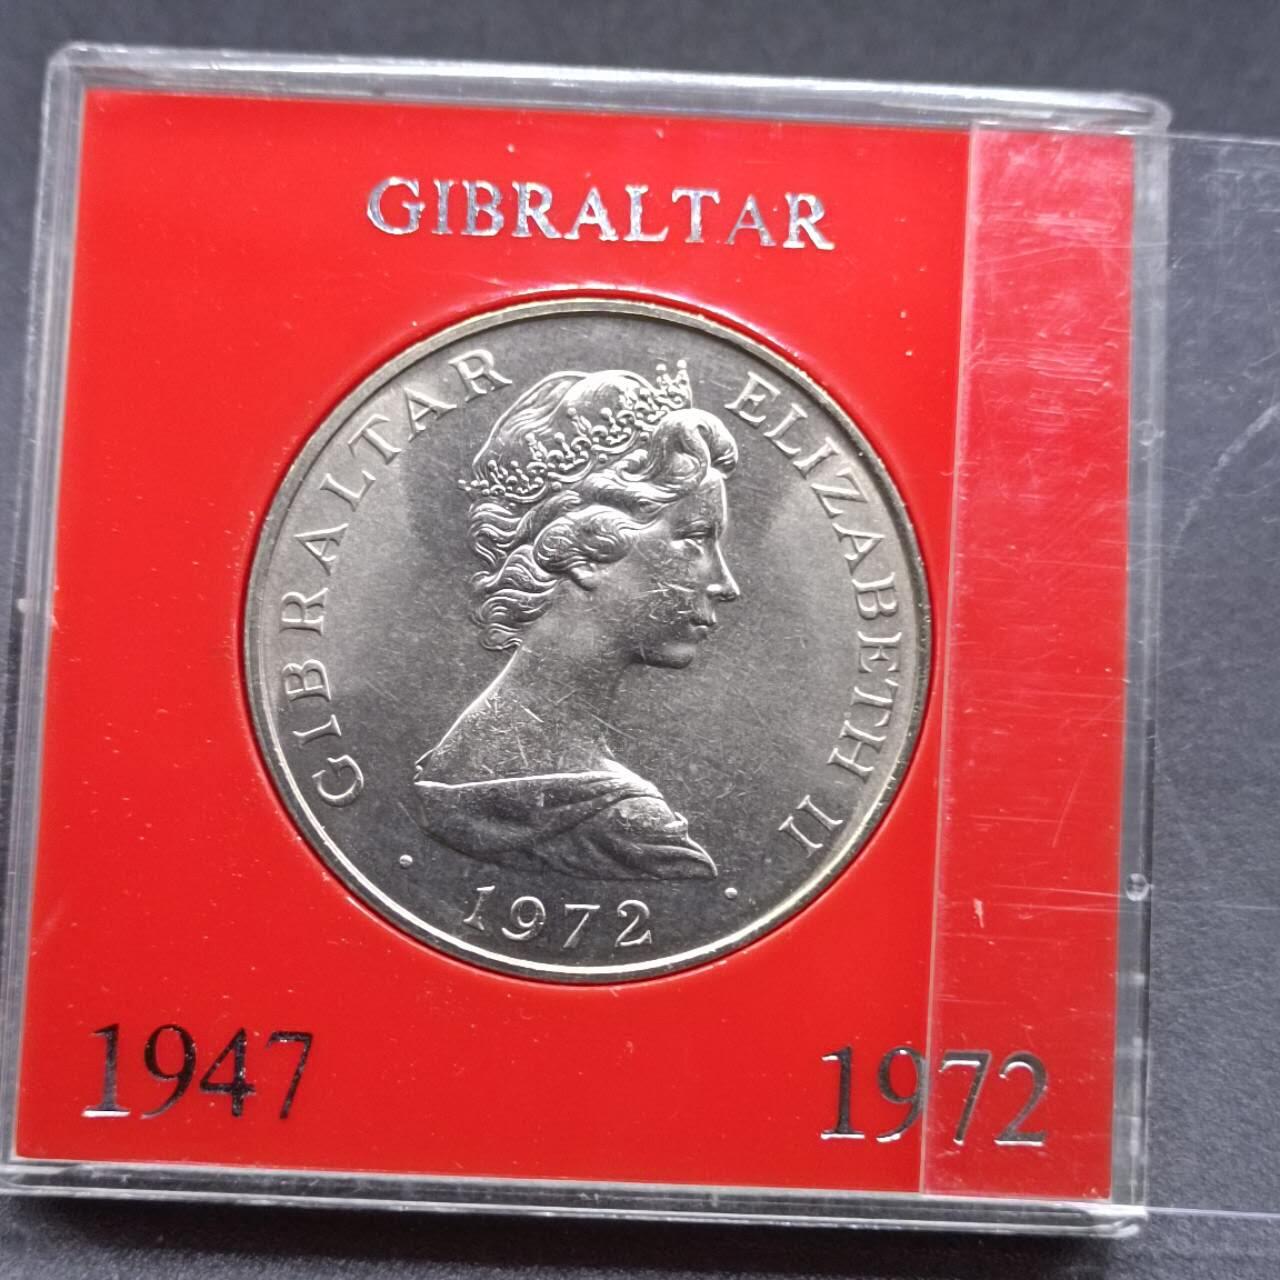 GIBRALTAR
GIBRALTAR
ELIZABETH II
· 1972 ·
1947
1972